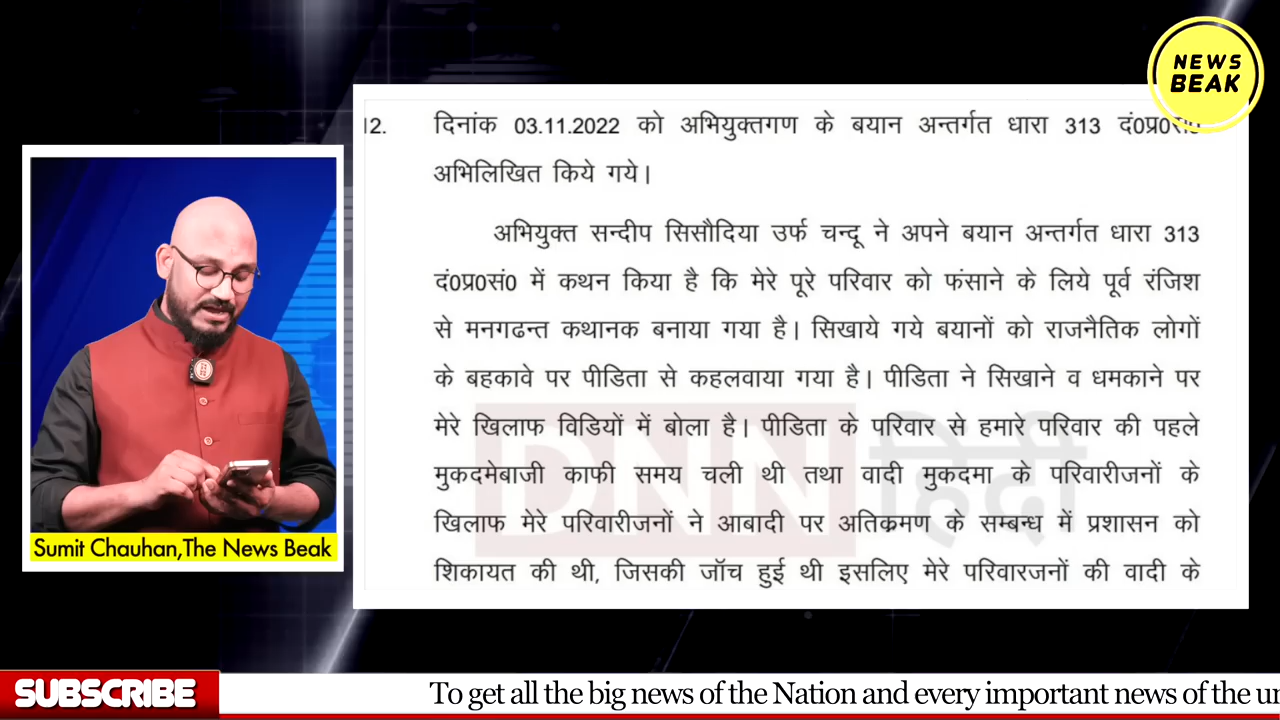 NEWS
BEAK
12. दिनांक 03.11.2022 को अभियुक्तगण के बयान अन्तर्गत धारा 313 दं0प्र0सं0
अभिलिखित किये गये।
अभियुक्त सन्दीप सिसौदिया उर्फ चन्दू ने अपने बयान अन्तर्गत धारा 313
दं0प्र0सं0 में कथन किया है कि मेरे पूरे परिवार को फंसाने के लिये पूर्व रंजिश
से मनगढन्त कथानक बनाया गया है। सिखाये गये बयानों को राजनैतिक लोगों
के बहकावे पर पीडिता से कहलवाया गया है। पीडिता ने सिखाने व धमकाने पर
मेरे खिलाफ विडियों में बोला है। पीडिता के परिवार से हमारे परिवार की पहले
मुकदमेबाजी काफी समय चली थी तथा वादी मुकदमा के परिवारीजनों के
खिलाफ मेरे परिवारीजनों ने आबादी पर अतिक्रमण के सम्बन्ध में प्रशासन को
शिकायत की थी, जिसकी जॉच हुई थी इसलिए मेरे परिवारजनों की वादी के
DNN हिंदी
Sumit Chauhan,The News Beak
SUBSCRIBE
To get all the big news of the Nation and every important news of the